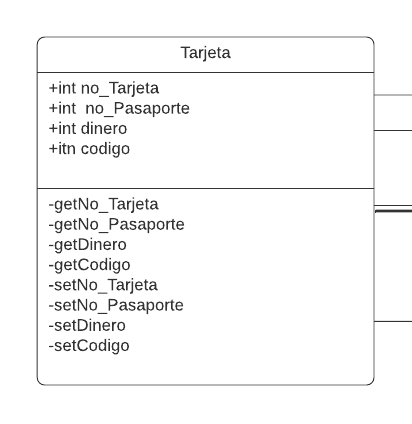 Tarjeta
+int no_Tarjeta
+int  no_Pasaporte
+int dinero
+itn codigo
-getNo_Tarjeta
-getNo_Pasaporte
-getDinero
-getCodigo
-setNo_Tarjeta
-setNo_Pasaporte
-setDinero
-setCodigo